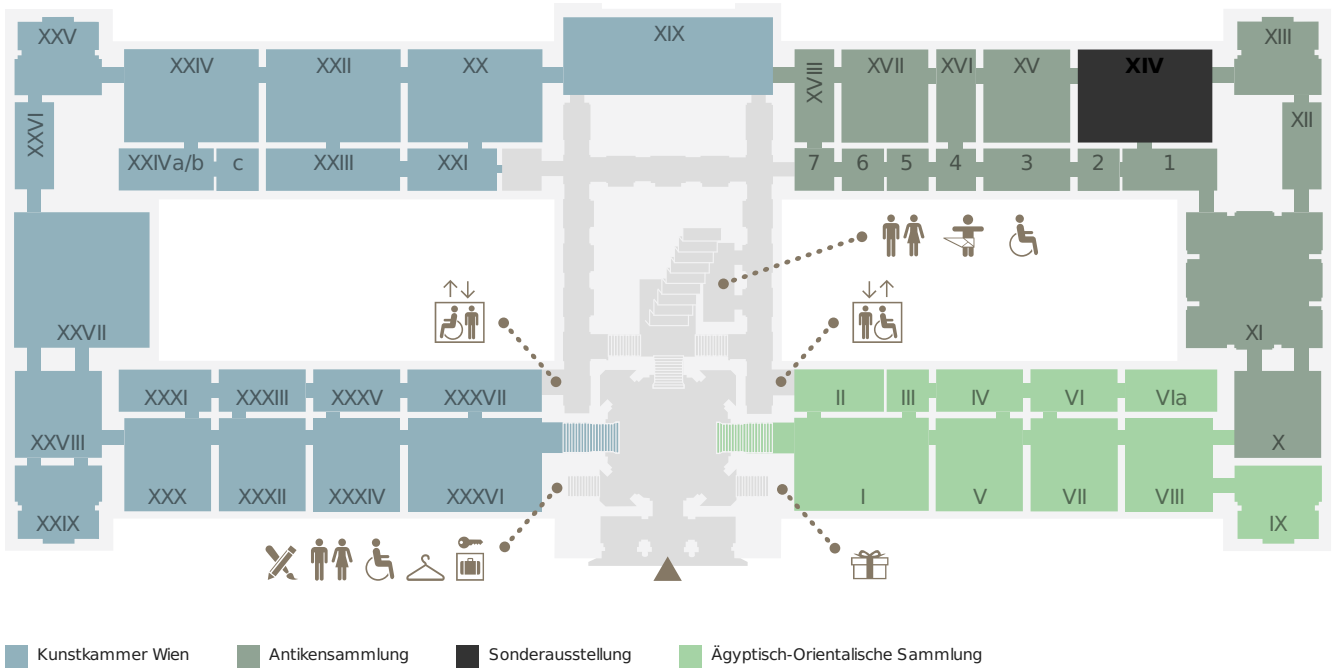 XXV
XXIV
XXII
XX
XIX
XVIII
XVII
XVI
XV
XIV
XIII
XXVI
XII
XXIVa/b
c
XXIII
XXI
7
6
5
4
3
2
1
XXVII
XI
XXXI
XXXIII
XXXV
XXXVII
II
III
IV
VI
VIa
XXVIII
X
XXX
XXXII
XXXIV
XXXVI
I
V
VII
VIII
XXIX
IX
Kunstkammer Wien
Antikensammlung
Sonderausstellung
Ägyptisch-Orientalische Sammlung